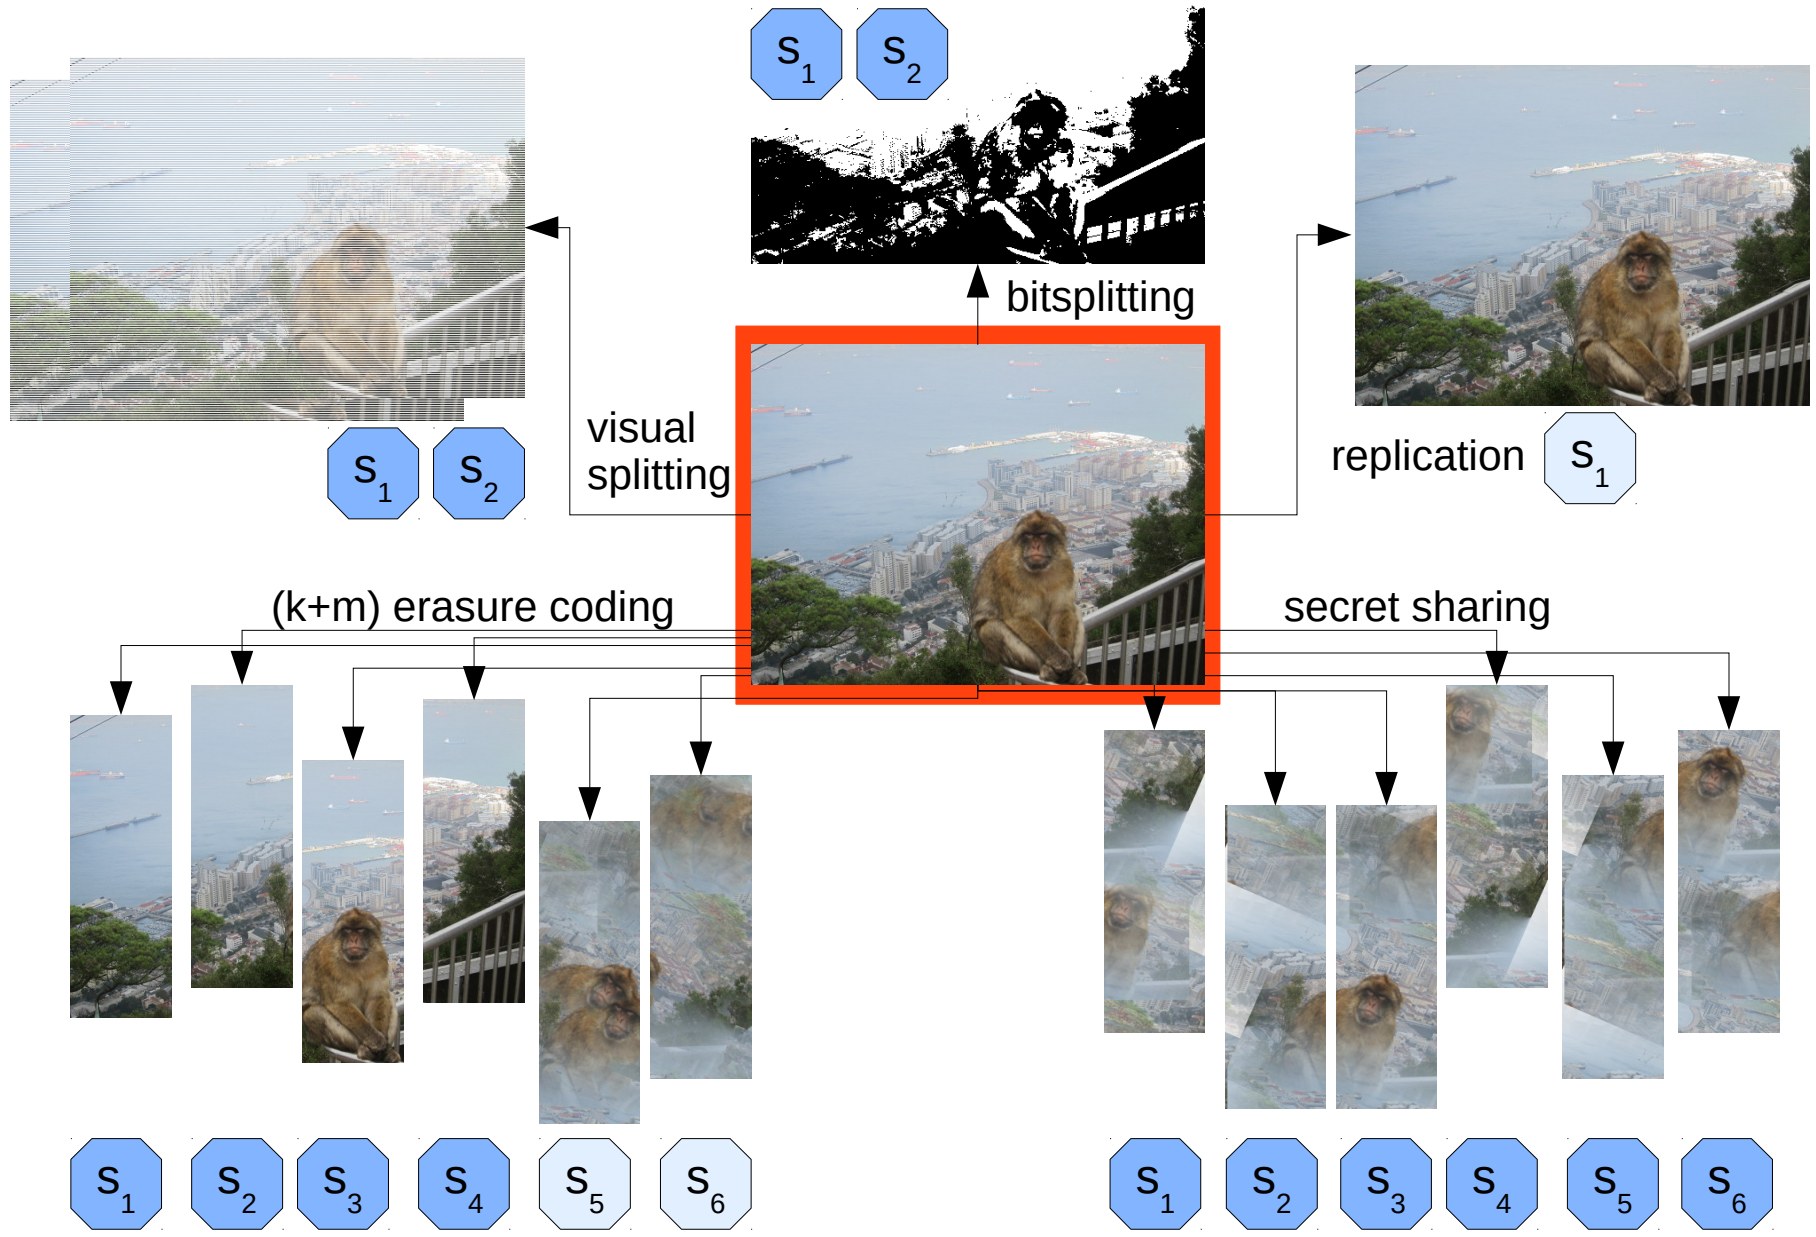 s1 s2
bitsplitting
visual
splitting
s1 s2
replication s1
(k+m) erasure coding
secret sharing
s1 s2 s3 s4 s5 s6
s1 s2 s3 s4 s5 s6